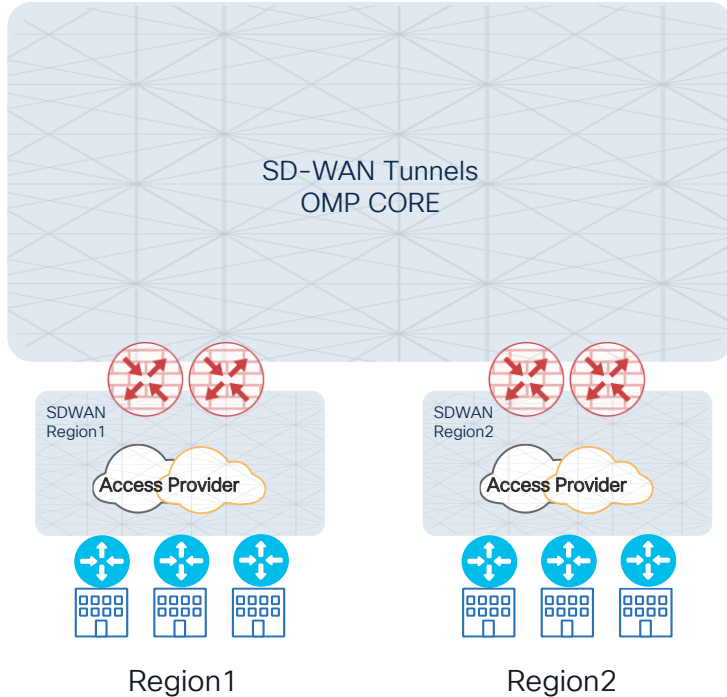 SD-WAN Tunnels
OMP CORE
SDWAN
Region1
SDWAN
Region2
Access Provider
Access Provider
Region1
Region2